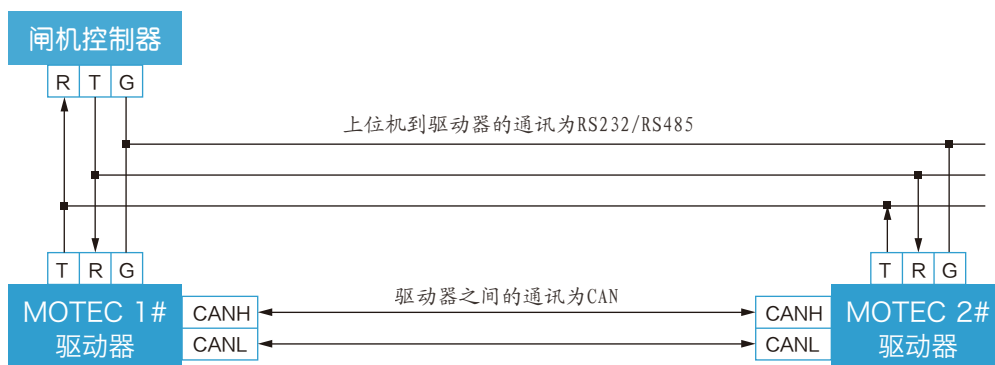 闸机控制器
R T G
上位机到驱动器的通讯为RS232/RS485
T R G
T R G
MOTEC 1#
驱动器
CANH
CANL
驱动器之间的通讯为CAN
CANH
CANL
MOTEC 2#
驱动器